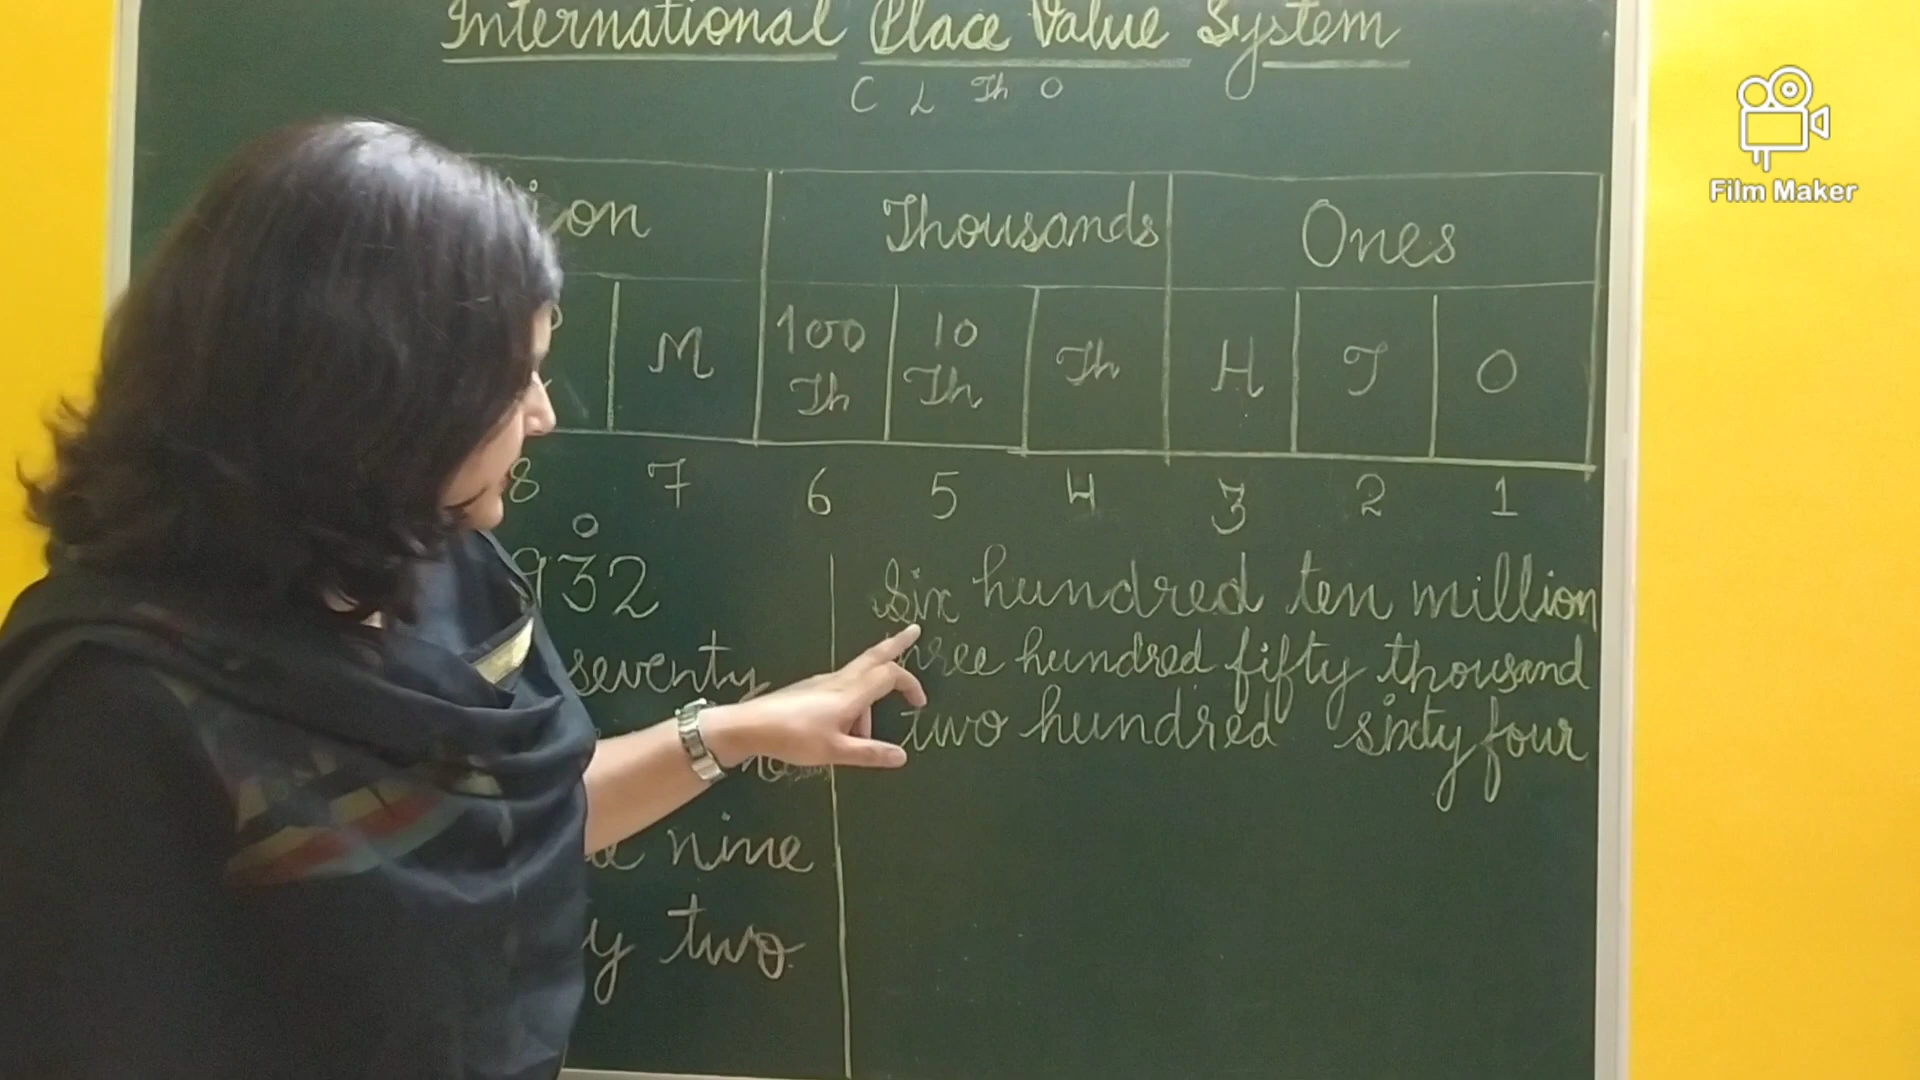 International Place Value System
C L Th O
Thousands Ones
M 100 Th 10 Th Th H T O
8 7 6 5 4 3 2 1
932
seventy
nine
two
Six hundred ten million
three hundred fifty thousand
two hundred sixty four
Film Maker